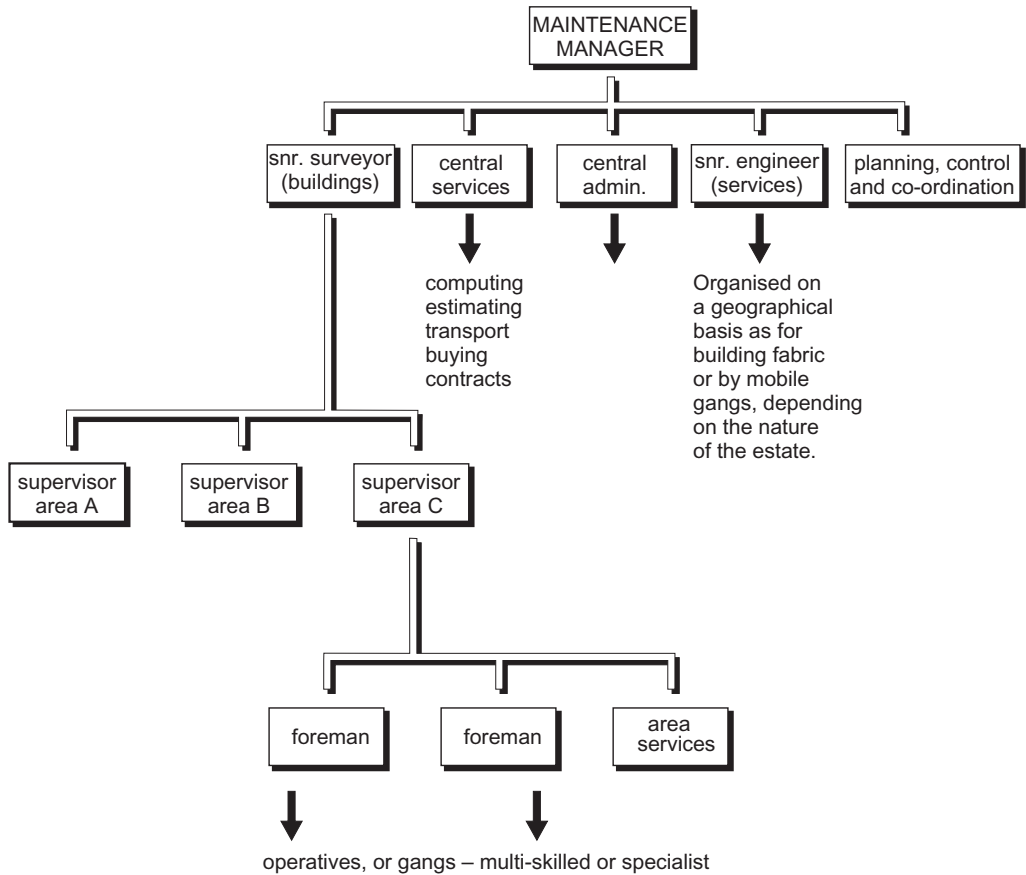 MAINTENANCE
MANAGER
snr. surveyor
(buildings)
central
services
central
admin.
snr. engineer
(services)
planning, control
and co-ordination
computing
estimating
transport
buying
contracts
Organised on
a geographical
basis as for
building fabric
or by mobile
gangs, depending
on the nature
of the estate.
supervisor
area A
supervisor
area B
supervisor
area C
foreman
foreman
area
services
operatives, or gangs – multi-skilled or specialist